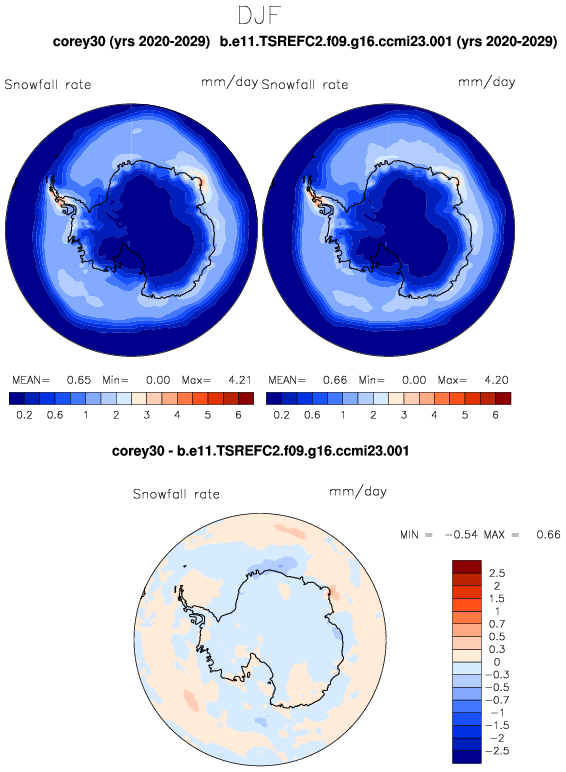 DJF
corey30 (yrs 2020-2029) b.e11.TSREFC2.f09.g16.ccmi23.001 (yrs 2020-2029)
Snowfall rate mm/day Snowfall rate mm/day
MEAN= 0.65 Min= 0.00 Max= 4.21 MEAN= 0.66 Min= 0.00 Max= 4.20
0.2 0.6 1 2 3 4 5 6 0.2 0.6 1 2 3 4 5 6
corey30 - b.e11.TSREFC2.f09.g16.ccmi23.001
Snowfall rate mm/day
MIN = -0.54 MAX = 0.66
2.5
2
1.5
1
0.7
0.5
0.3
0
-0.3
-0.5
-0.7
-1
-1.5
-2
-2.5